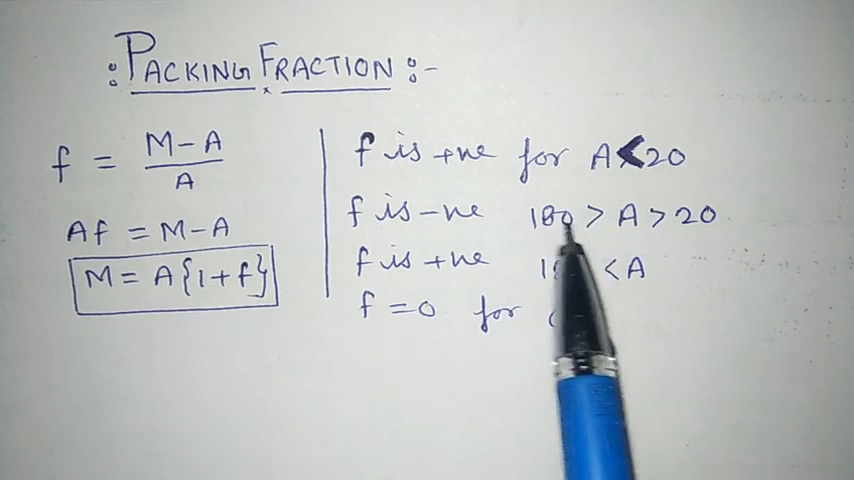 : PACKING FRACTION :-
f = M-A / A
Af = M-A
M = A{1+f}
f is +ve for A < 20
f is -ve 180 > A > 20
f is +ve < A
f = 0 for